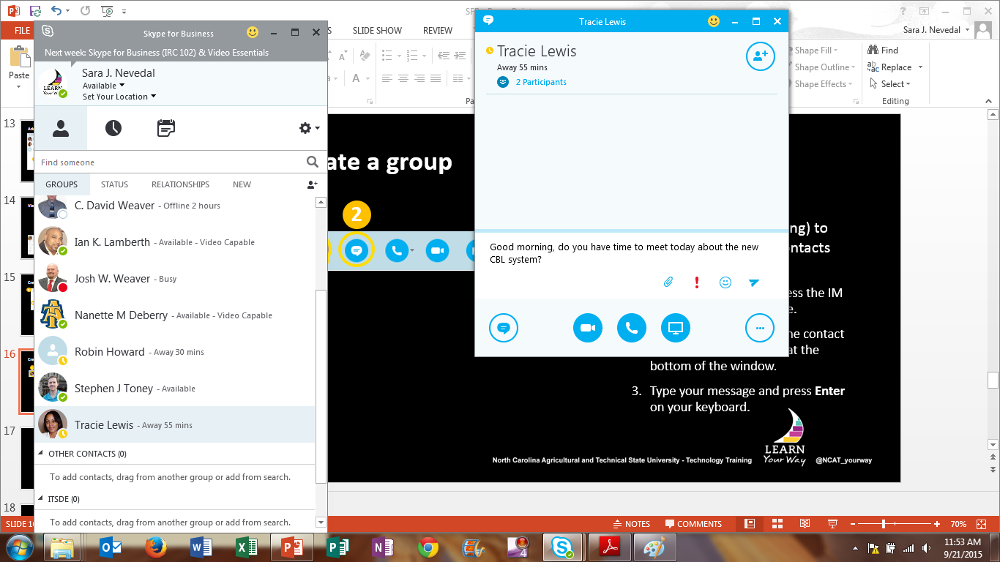 SFB
Sara J. Nevedal
FILE
S
SLIDE SHOW
REVIEW
Paste
Shape Fill
Shape Outline
Shape Effects
Find
Replace
Select
Editing
Pa
Skype for Business
Next week: Skype for Business (IRC 102) & Video Essentials
Sara J. Nevedal
Available
Set Your Location
Find someone
GROUPS
STATUS
RELATIONSHIPS
NEW
C. David Weaver - Offline 2 hours
Ian K. Lamberth - Available - Video Capable
Josh W. Weaver - Busy
Nanette M Deberry - Available - Video Capable
Robin Howard - Away 30 mins
Stephen J Toney - Available
Tracie Lewis - Away 55 mins
OTHER CONTACTS (0)
To add contacts, drag from another group or add from search.
ITSDE (0)
To add contacts, drag from another group or add from search.
Tracie Lewis
Tracie Lewis
Away 55 mins
2 Participants
Good morning, do you have time to meet today about the new
CBL system?
13
14
15
16
17
18
ate a group
2
ng) to
ontacts
ess the IM
e.
he contact
at the
bottom of the window.
3. Type your message and press Enter
on your keyboard.
LEARN
Your Way
North Carolina Agricultural and Technical State University - Technology Training
@NCAT_yourway
SLIDE 16
NOTES
COMMENTS
70%
11:53 AM
9/21/2015